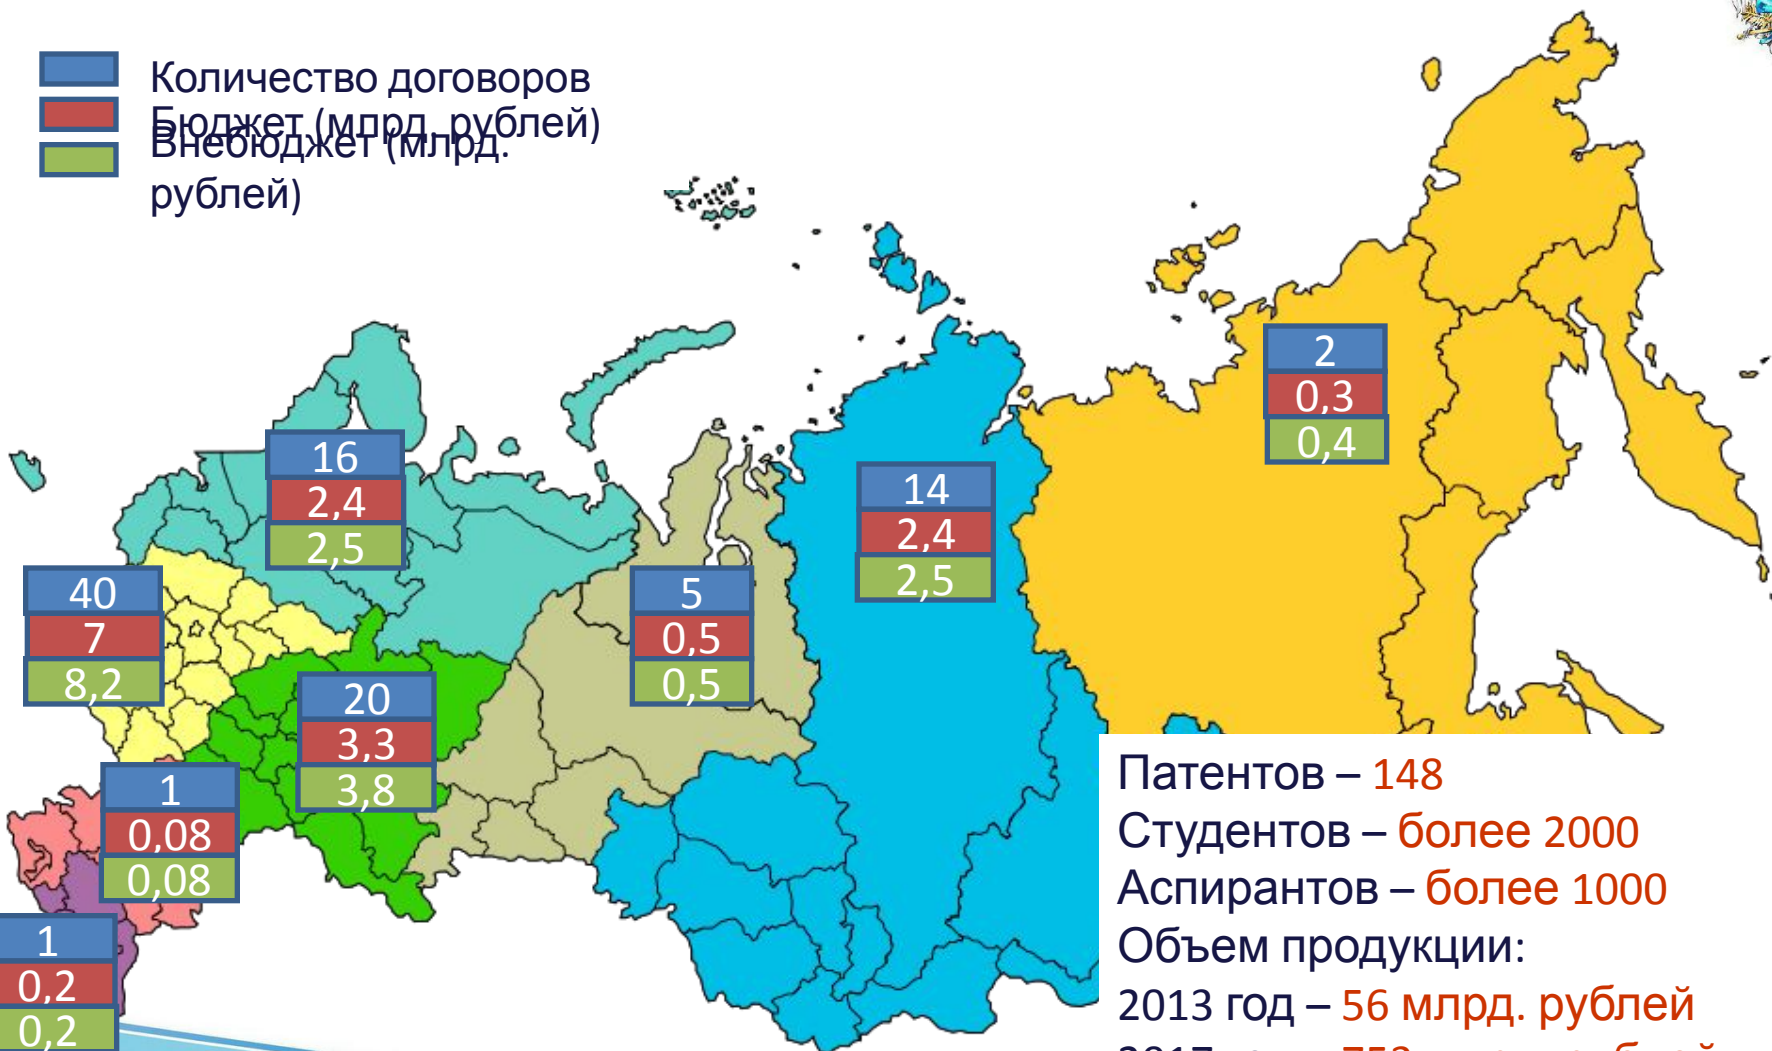 Количество договоров
Бюджет (млрд. рублей)
Внебюджет (млрд.
рублей)
2
0,3
0,4
16
2,4
2,5
14
2,4
2,5
40
7
8,2
5
0,5
0,5
20
3,3
3,8
1
0,08
0,08
1
0,2
0,2
Патентов – 148
Студентов – более 2000
Аспирантов – более 1000
Объем продукции:
2013 год – 56 млрд. рублей